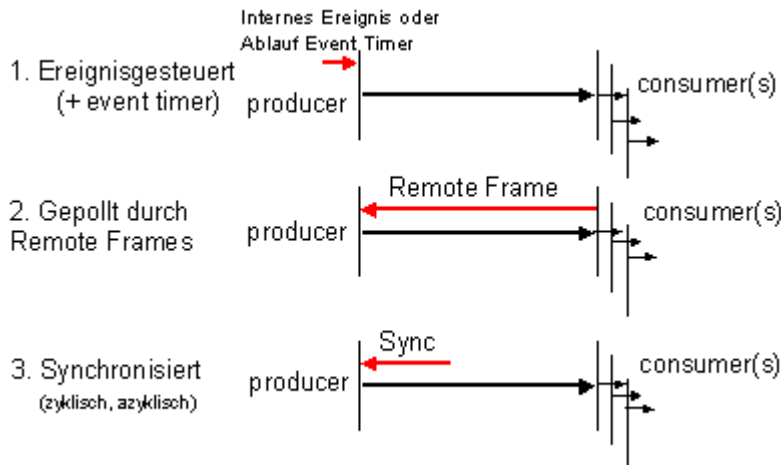 Internes Ereignis oder
Ablauf Event Timer
1. Ereignisgesteuert
(+ event timer)
producer
consumer(s)
Remote Frame
2. Gepollt durch
Remote Frames
producer
consumer(s)
Sync
3. Synchronisiert
(zyklisch, azyklisch)
producer
consumer(s)